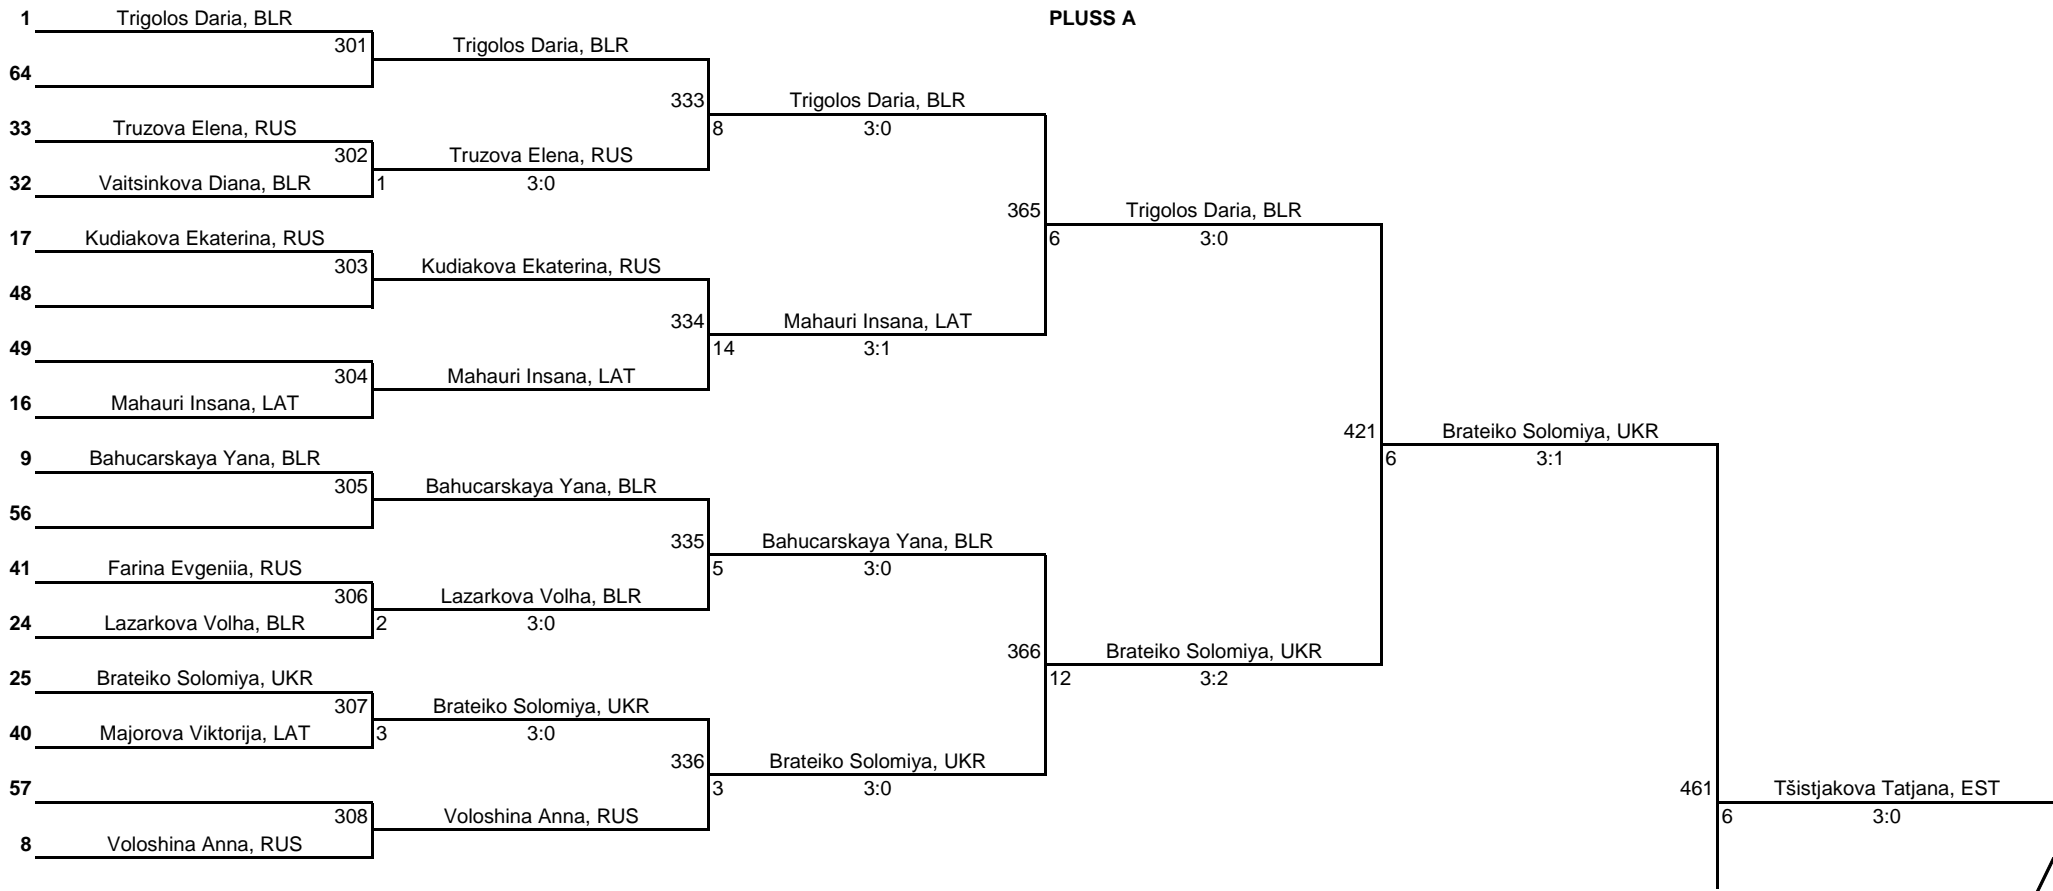 1 Trigolos Daria, BLR PLUSS A
301 Trigolos Daria, BLR
64
333 Trigolos Daria, BLR
33 Truzova Elena, RUS 8 3:0
302 Truzova Elena, RUS
32 Vaitsinkova Diana, BLR 1 3:0
365 Trigolos Daria, BLR
17 Kudiakova Ekaterina, RUS 6 3:0
303 Kudiakova Ekaterina, RUS
48
334 Mahauri Insana, LAT
49 14 3:1
304 Mahauri Insana, LAT
16 Mahauri Insana, LAT
421 Brateiko Solomiya, UKR
9 Bahucarskaya Yana, BLR 6 3:1
305 Bahucarskaya Yana, BLR
56
335 Bahucarskaya Yana, BLR
41 Farina Evgeniia, RUS 5 3:0
306 Lazarkova Volha, BLR
24 Lazarkova Volha, BLR 2 3:0
366 Brateiko Solomiya, UKR
25 Brateiko Solomiya, UKR 12 3:2
307 Brateiko Solomiya, UKR
40 Majorova Viktorija, LAT 3 3:0
336 Brateiko Solomiya, UKR
57 3 3:0 461 Tšistjakova Tatjana, EST
308 Voloshina Anna, RUS 6 3:0
8 Voloshina Anna, RUS